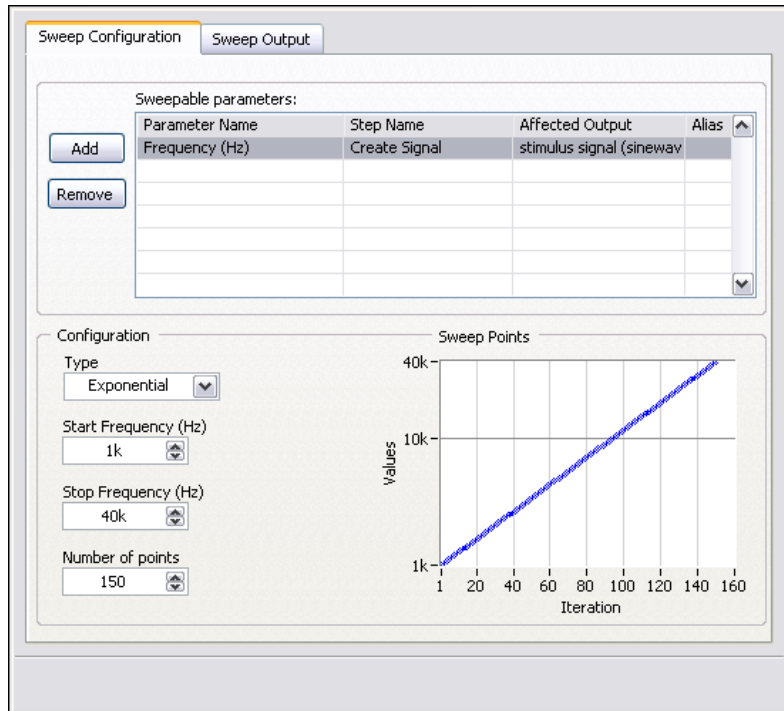 Sweep Configuration Sweep Output
Sweepable parameters:
Parameter Name Step Name Affected Output Alias
Add
Frequency (Hz) Create Signal stimulus signal (sinewav
Remove
Configuration
Type
Exponential
Start Frequency (Hz)
1k
Stop Frequency (Hz)
40k
Number of points
150
Sweep Points
40k
10k
1k
Values
1 20 40 60 80 100 120 140 160
Iteration